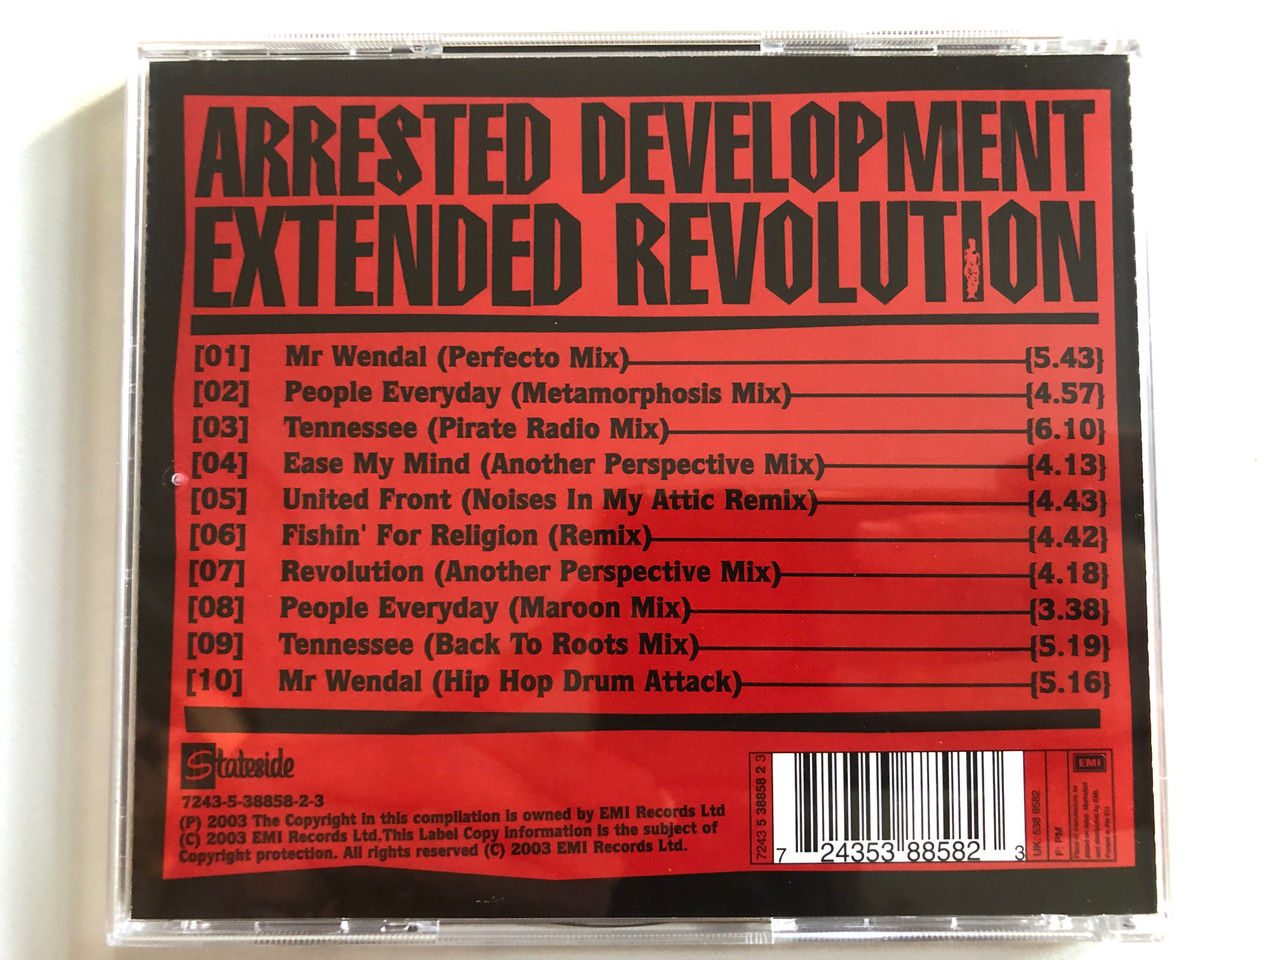 ARRESTED DEVELOPMENT
EXTENDED REVOLUTION
[01] Mr Wendal (Perfecto Mix) {5.43}
[02] People Everyday (Metamorphosis Mix) {4.57}
[03] Tennessee (Pirate Radio Mix) {6.10}
[04] Ease My Mind (Another Perspective Mix) {4.13}
[05] United Front (Noises In My Attic Remix) {4.43}
[06] Fishin' For Religion (Remix) {4.42}
[07] Revolution (Another Perspective Mix) {4.18}
[08] People Everyday (Maroon Mix) {3.38}
[09] Tennessee (Back To Roots Mix) {5.19}
[10] Mr Wendal (Hip Hop Drum Attack) {5.16}
Stateside
7243-5-38858-2-3
(P) 2003 The Copyright in this compilation is owned by EMI Records Ltd
(C) 2003 EMI Records Ltd.This Label Copy information is the subject of
Copyright protection. All rights reserved (C) 2003 EMI Records Ltd.
7243 5 38858 2 3
7 24353 88582 3
UK: 538 8582
F: PM
EMI